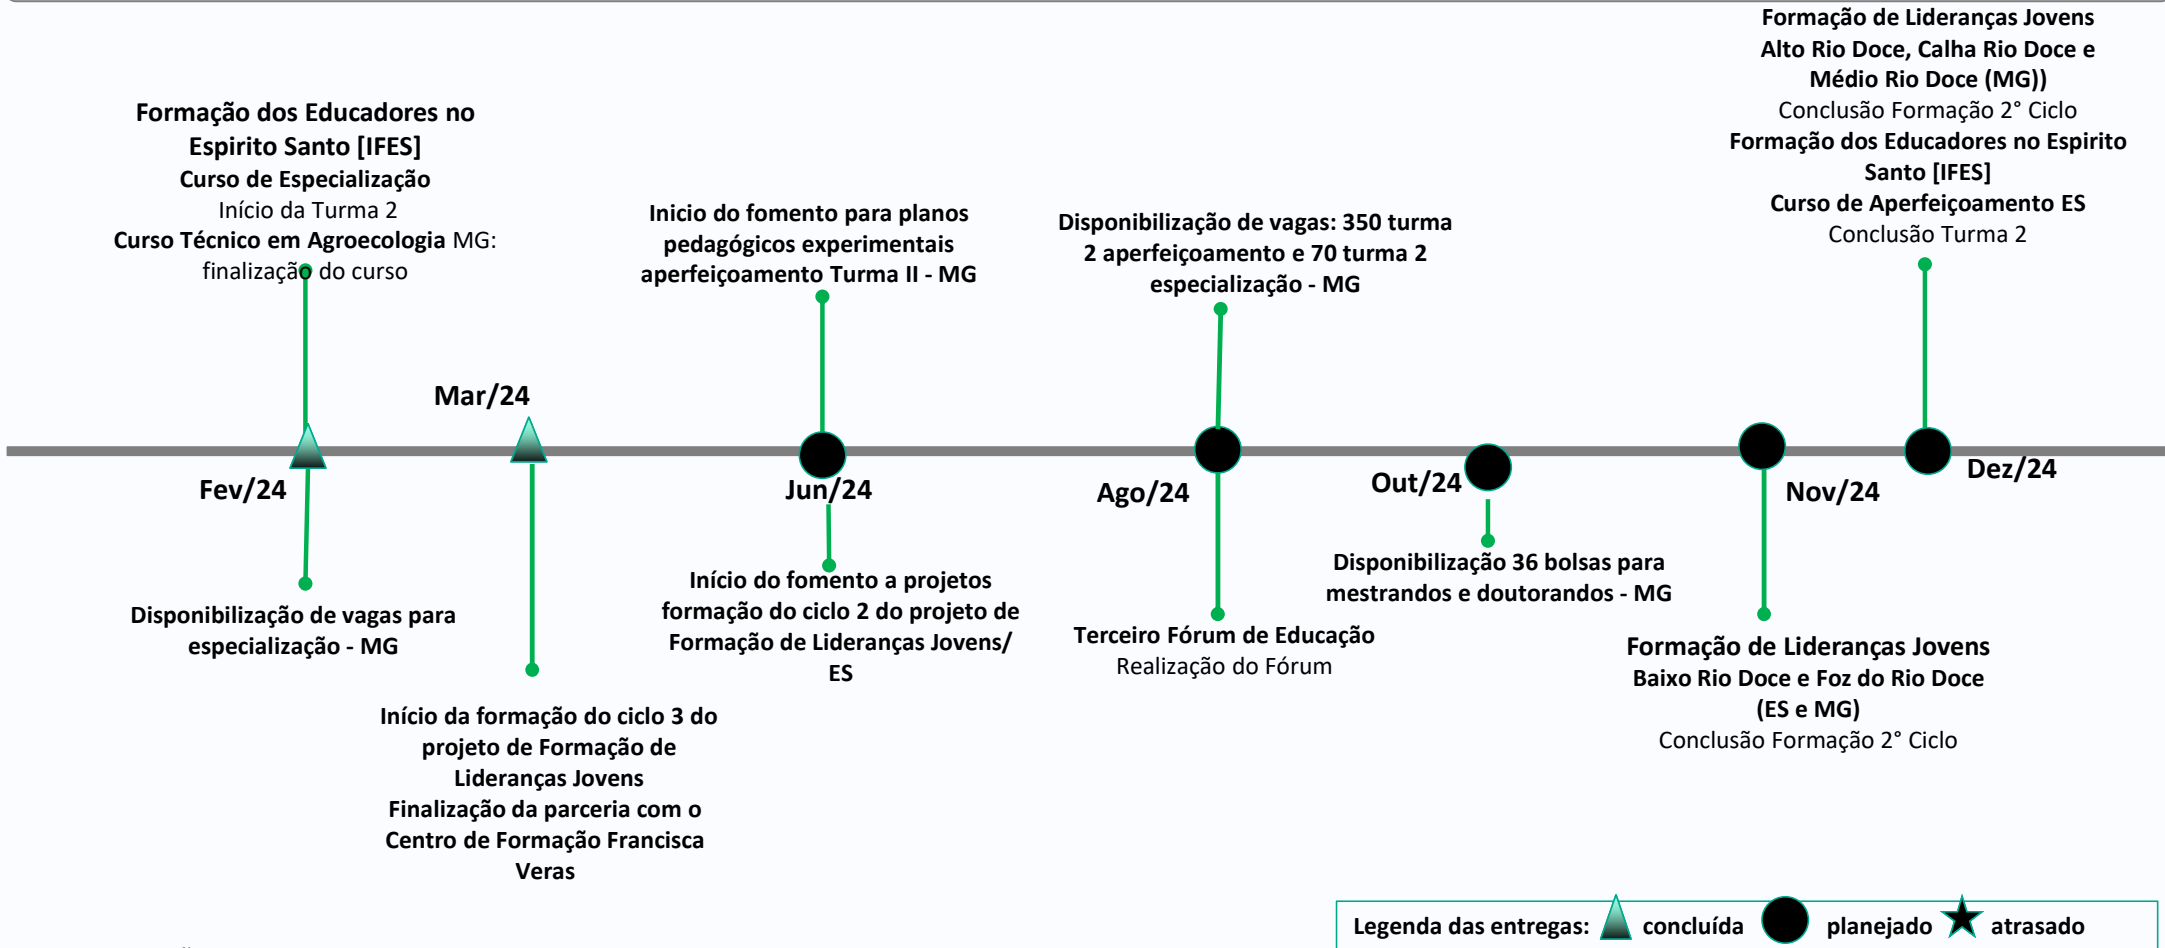 Formação dos Educadores no
Espirito Santo [IFES]
Curso de Especialização
Início da Turma 2
Curso Técnico em Agroecologia MG:
finalização do curso
Fev/24
Disponibilização de vagas para
especialização - MG
Mar/24
Início da formação do ciclo 3 do
projeto de Formação de
Lideranças Jovens
Finalização da parceria com o
Centro de Formação Francisca
Veras
Inicio do fomento para planos
pedagógicos experimentais
aperfeiçoamento Turma II - MG
Jun/24
Início do fomento a projetos
formação do ciclo 2 do projeto de
Formação de Lideranças Jovens/
ES
Disponibilização de vagas: 350 turma
2 aperfeiçoamento e 70 turma 2
especialização - MG
Ago/24
Terceiro Fórum de Educação
Realização do Fórum
Out/24
Disponibilização 36 bolsas para
mestrandos e doutorandos - MG
Nov/24
Formação de Lideranças Jovens
Baixo Rio Doce e Foz do Rio Doce
(ES e MG)
Conclusão Formação 2° Ciclo
Formação de Lideranças Jovens
Alto Rio Doce, Calha Rio Doce e
Médio Rio Doce (MG))
Conclusão Formação 2° Ciclo
Formação dos Educadores no Espirito
Santo [IFES]
Curso de Aperfeiçoamento ES
Conclusão Turma 2
Dez/24
Legenda das entregas: concluída planejado atrasado